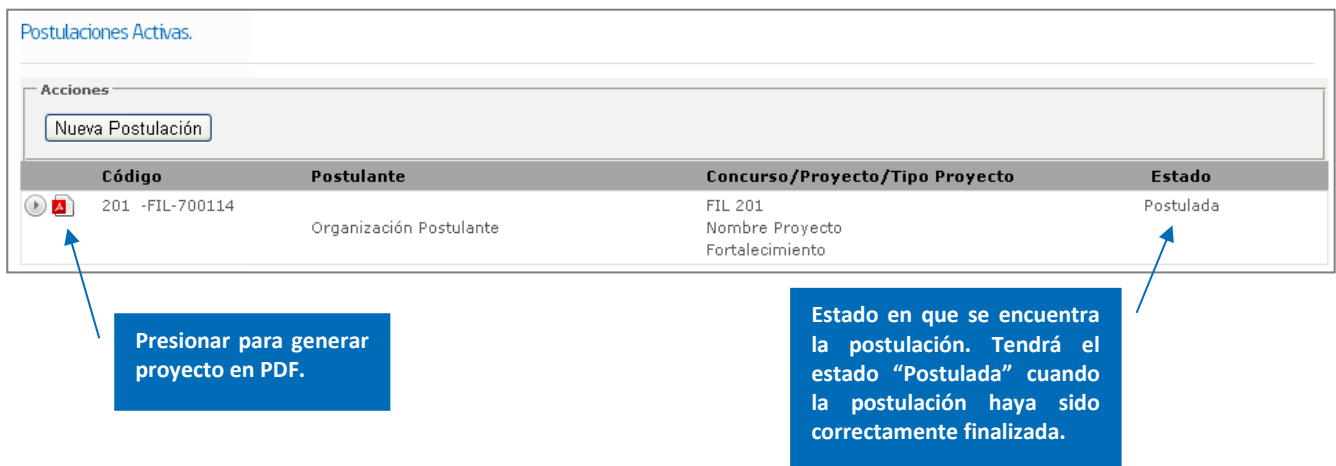 Postulaciones Activas.
Acciones
Nueva Postulación
Código Postulante Concurso/Proyecto/Tipo Proyecto Estado
201 -FIL-700114 FIL 201 Postulada
Organización Postulante Nombre Proyecto
Fortalecimiento
Presionar para generar
proyecto en PDF.
Estado en que se encuentra
la postulación. Tendrá el
estado “Postulada” cuando
la postulación haya sido
correctamente finalizada.